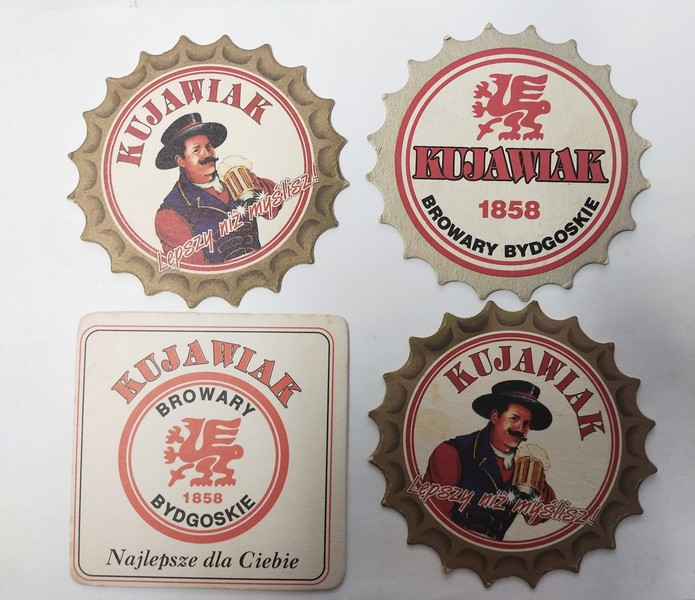 KUJAWIAK
Lepszy niż myślisz!
KUJAWIAK
1858
BROWARY BYDGOSKIE
KUJAWIAK
BROWARY
1858
BYDGOSKIE
Najlepsze dla Ciebie
KUJAWIAK
Lepszy niż myślisz!